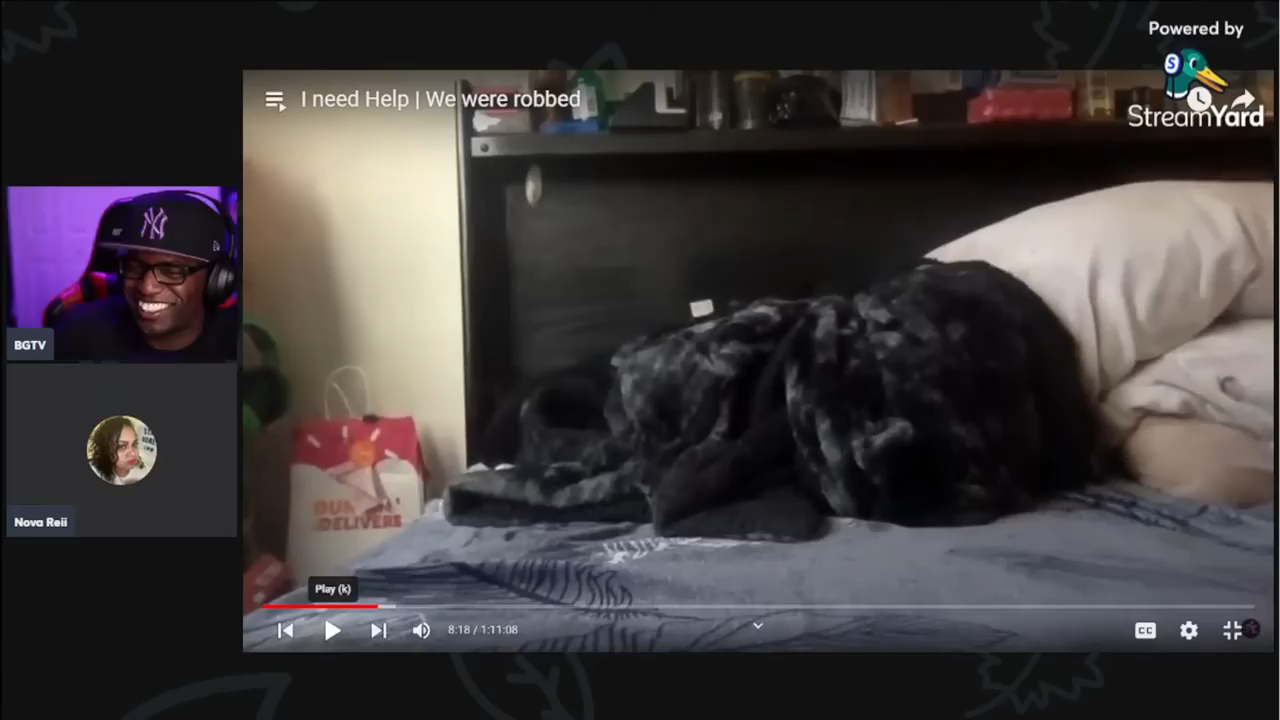 Powered by
S
StreamYard
I need Help | We were robbed
NY
BGTV
Nova Reii
DELIVERS
Play (k)
8:18 / 1:11:08
CC